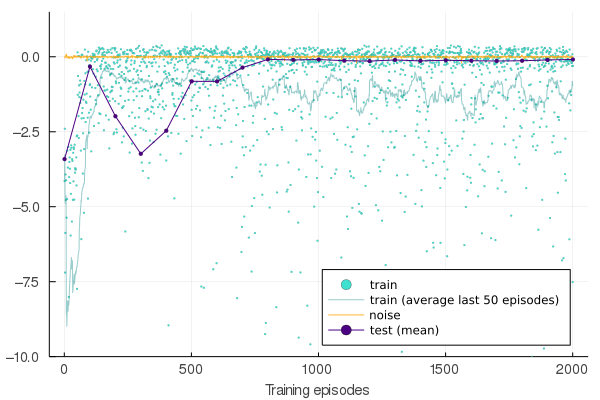 0.0
−2.5
−5.0
−7.5
−10.0
0
500
1000
1500
2000
Training episodes
train
train (average last 50 episodes)
noise
test (mean)